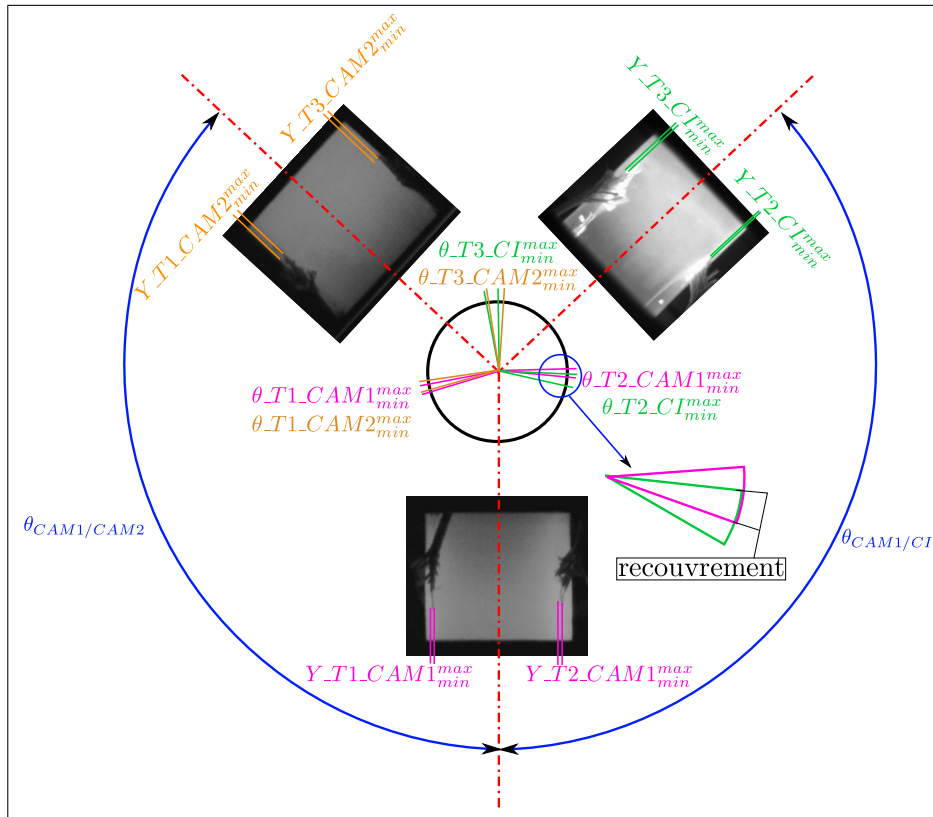 Y_T3_CAM2^{max}_{min}
Y_T3_CI^{max}_{min}
Y_T1_CAM2^{max}_{min}
Y_T2_CI^{max}_{min}
θ_T3_CI^{max}_{min}
θ_T3_CAM2^{max}_{min}
θ_T1_CAM1^{max}_{min}
θ_T2_CAM1^{max}_{min}
θ_T1_CAM2^{max}_{min}
θ_T2_CI^{max}_{min}
θ_{CAM1/CAM2}
θ_{CAM1/CI}
recouvrement
Y_T1_CAM1^{max}_{min}
Y_T2_CAM1^{max}_{min}